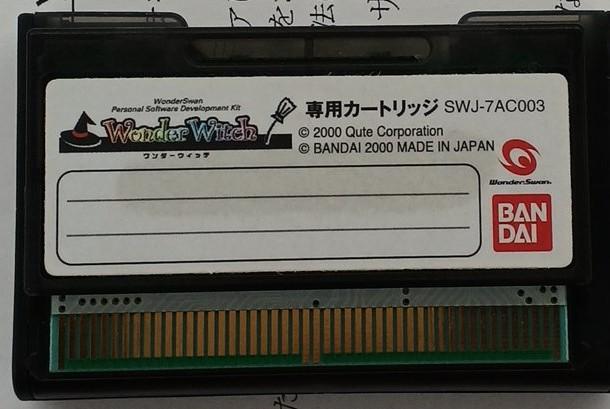 WonderSwan
Personal Software Development Kit
Wonder Witch
ワンダーウィッチ
専用カートリッジ SWJ-7AC003
© 2000 Qute Corporation
© BANDAI 2000 MADE IN JAPAN
WonderSwan.
BAN
DAI